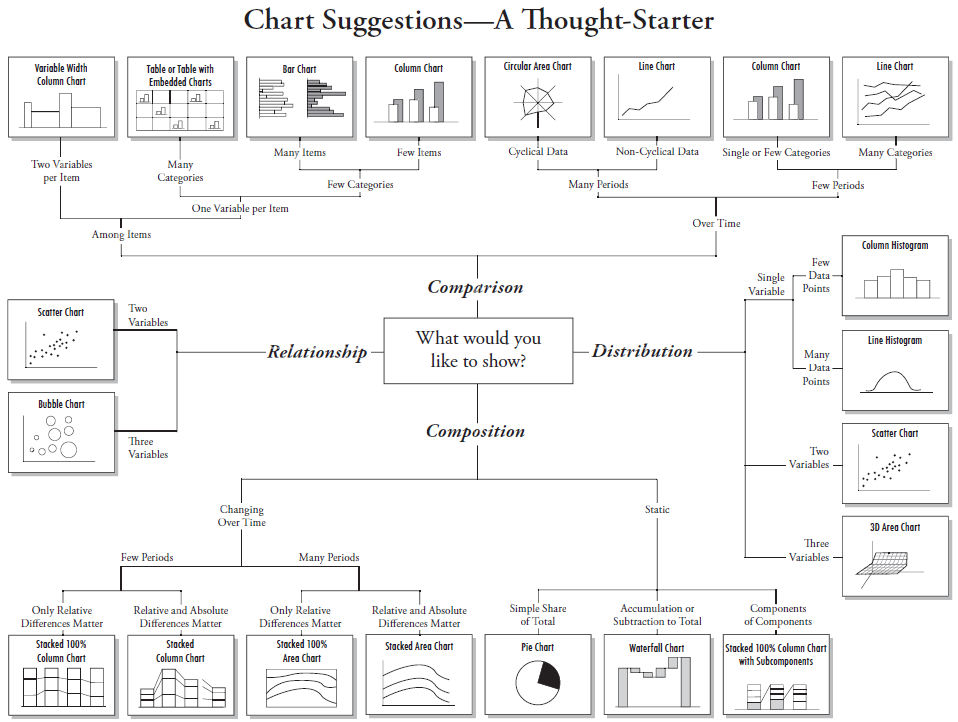 Chart Suggestions—A Thought-Starter
Variable Width
Column Chart
Table or Table with
Embedded Charts
Bar Chart
Column Chart
Circular Area Chart
Line Chart
Column Chart
Line Chart
Two Variables
per Item
Many
Categories
Many Items
Few Items
Cyclical Data
Non-Cyclical Data
Single or Few Categories
Many Categories
Few Categories
Many Periods
Few Periods
One Variable per Item
Among Items
Over Time
Comparison
What would you
like to show?
Relationship
Two
Variables
Scatter Chart
Three
Variables
Bubble Chart
Distribution
Single
Variable
Few
Data
Points
Column Histogram
Many
Data
Points
Line Histogram
Two
Variables
Scatter Chart
Three
Variables
3D Area Chart
Composition
Changing
Over Time
Static
Few Periods
Many Periods
Only Relative
Differences Matter
Relative and Absolute
Differences Matter
Only Relative
Differences Matter
Relative and Absolute
Differences Matter
Simple Share
of Total
Accumulation or
Subtraction to Total
Components
of Components
Stacked 100%
Column Chart
Stacked
Column Chart
Stacked 100%
Area Chart
Stacked Area Chart
Pie Chart
Waterfall Chart
Stacked 100% Column Chart
with Subcomponents